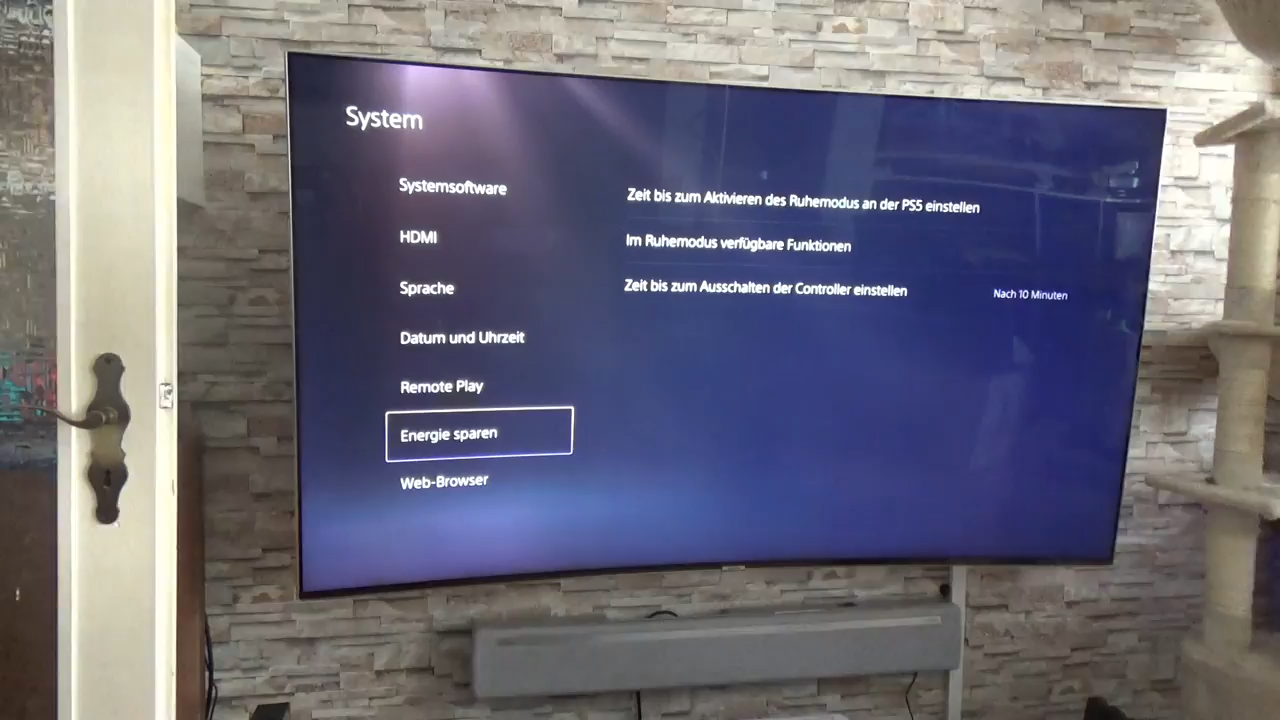 System
Systemsoftware
HDMI
Sprache
Datum und Uhrzeit
Remote Play
Energie sparen
Web-Browser
Zeit bis zum Aktivieren des Ruhemodus an der PS5 einstellen
Im Ruhemodus verfügbare Funktionen
Zeit bis zum Ausschalten der Controller einstellen
Nach 10 Minuten